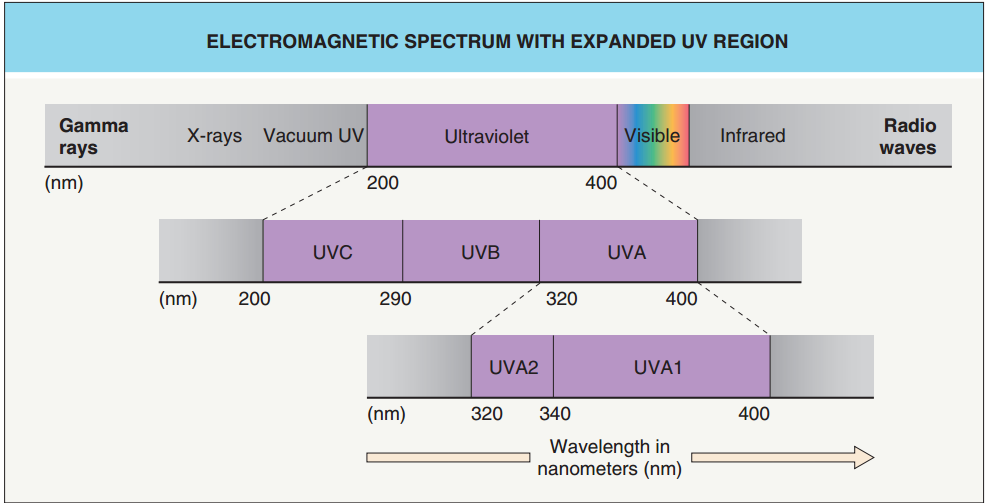 ELECTROMAGNETIC SPECTRUM WITH EXPANDED UV REGION
Gamma rays X-rays Vacuum UV Ultraviolet Visible Infrared Radio waves
(nm) 200 400
UVC UVB UVA
(nm) 200 290 320 400
UVA2 UVA1
(nm) 320 340 400
Wavelength in
nanometers (nm)